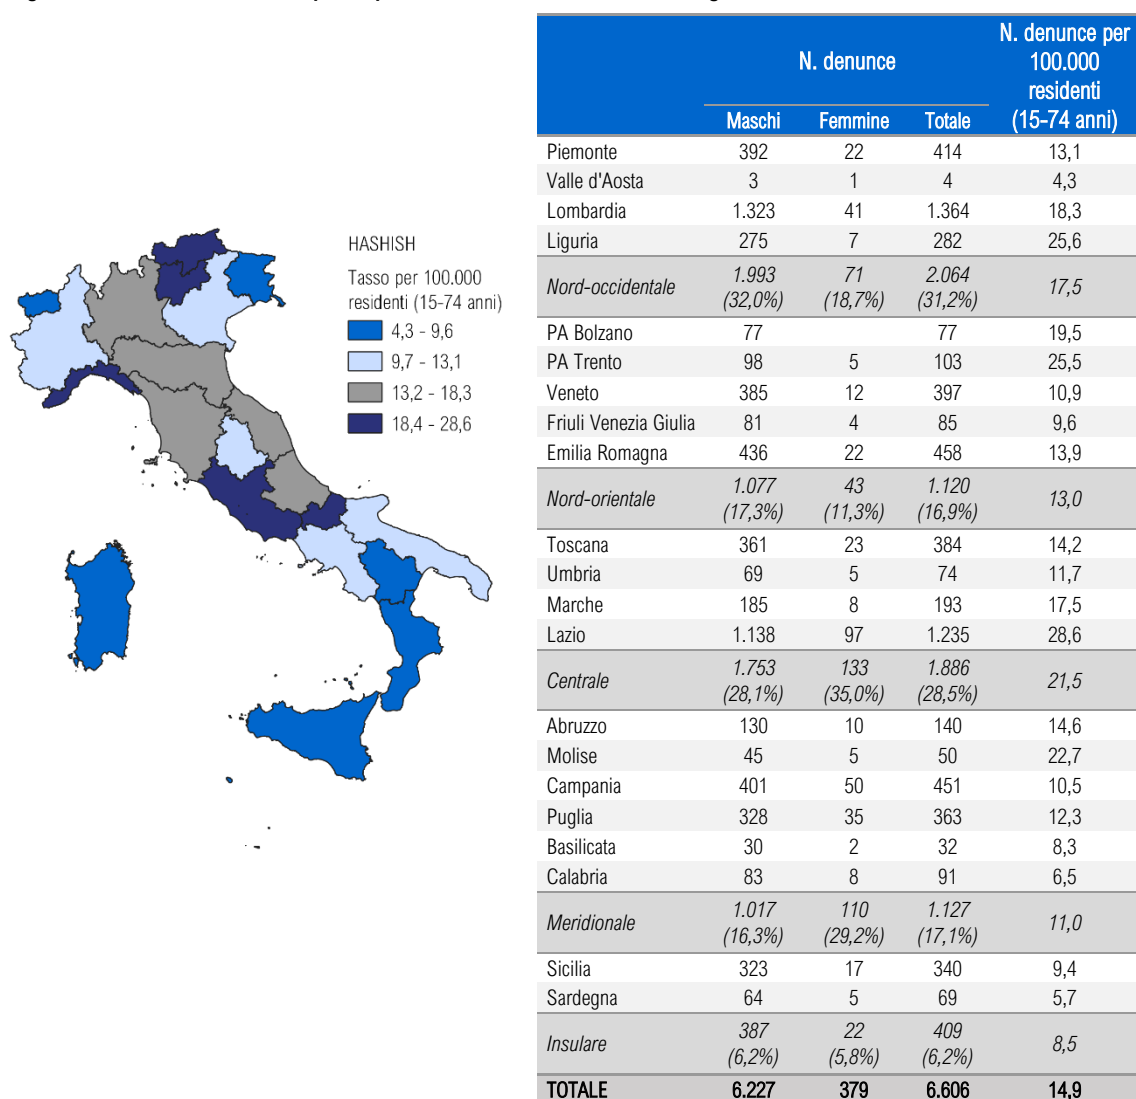 HASHISH
Tasso per 100.000
residenti (15-74 anni)
4,3 - 9,6
9,7 - 13,1
13,2 - 18,3
18,4 - 28,6
N. denunce N. denunce per 100.000 residenti (15-74 anni)
Maschi Femmine Totale
Piemonte 392 22 414 13,1
Valle d'Aosta 3 1 4 4,3
Lombardia 1.323 41 1.364 18,3
Liguria 275 7 282 25,6
Nord-occidentale 1.993 (32,0%) 71 (18,7%) 2.064 (31,2%) 17,5
PA Bolzano 77 77 19,5
PA Trento 98 5 103 25,5
Veneto 385 12 397 10,9
Friuli Venezia Giulia 81 4 85 9,6
Emilia Romagna 436 22 458 13,9
Nord-orientale 1.077 (17,3%) 43 (11,3%) 1.120 (16,9%) 13,0
Toscana 361 23 384 14,2
Umbria 69 5 74 11,7
Marche 185 8 193 17,5
Lazio 1.138 97 1.235 28,6
Centrale 1.753 (28,1%) 133 (35,0%) 1.886 (28,5%) 21,5
Abruzzo 130 10 140 14,6
Molise 45 5 50 22,7
Campania 401 50 451 10,5
Puglia 328 35 363 12,3
Basilicata 30 2 32 8,3
Calabria 83 8 91 6,5
Meridionale 1.017 (16,3%) 110 (29,2%) 1.127 (17,1%) 11,0
Sicilia 323 17 340 9,4
Sardegna 64 5 69 5,7
Insulare 387 (6,2%) 22 (5,8%) 409 (6,2%) 8,5
TOTALE 6.227 379 6.606 14,9